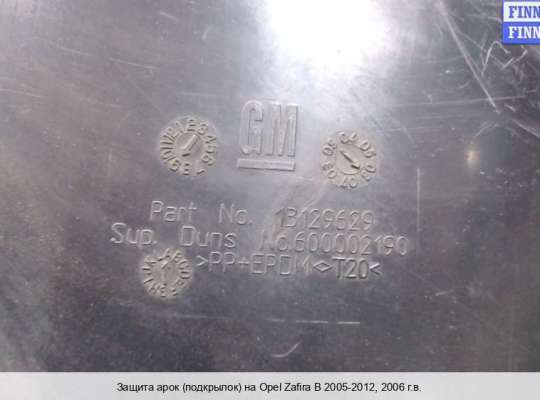 FINN
FINN
GM
Part No. 13129629
Sup. Duns No.600002190
>PP+EPDM<>T20<
Защита арок (подкрылок) на Opel Zafira B 2005-2012, 2006 г.в.